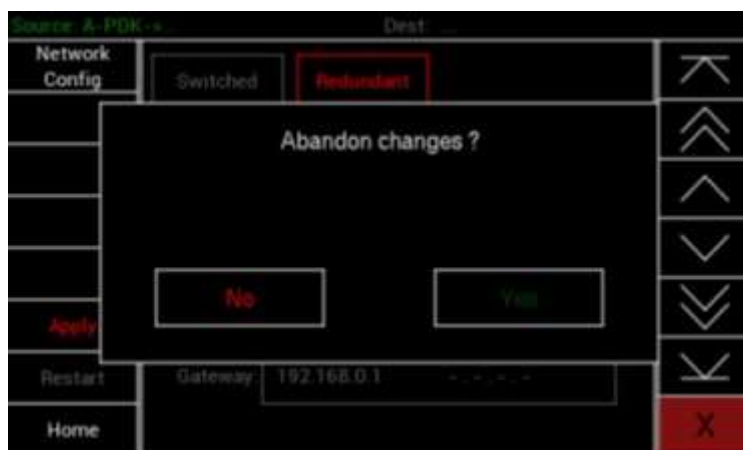 Source: A-PDK->..
Dest: ...
Network
Config
Switched
Redundant
Abandon changes ?
No
Yes
Apply
Restart
Gateway: 192.168.0.1 -.-.-.-
Home
X